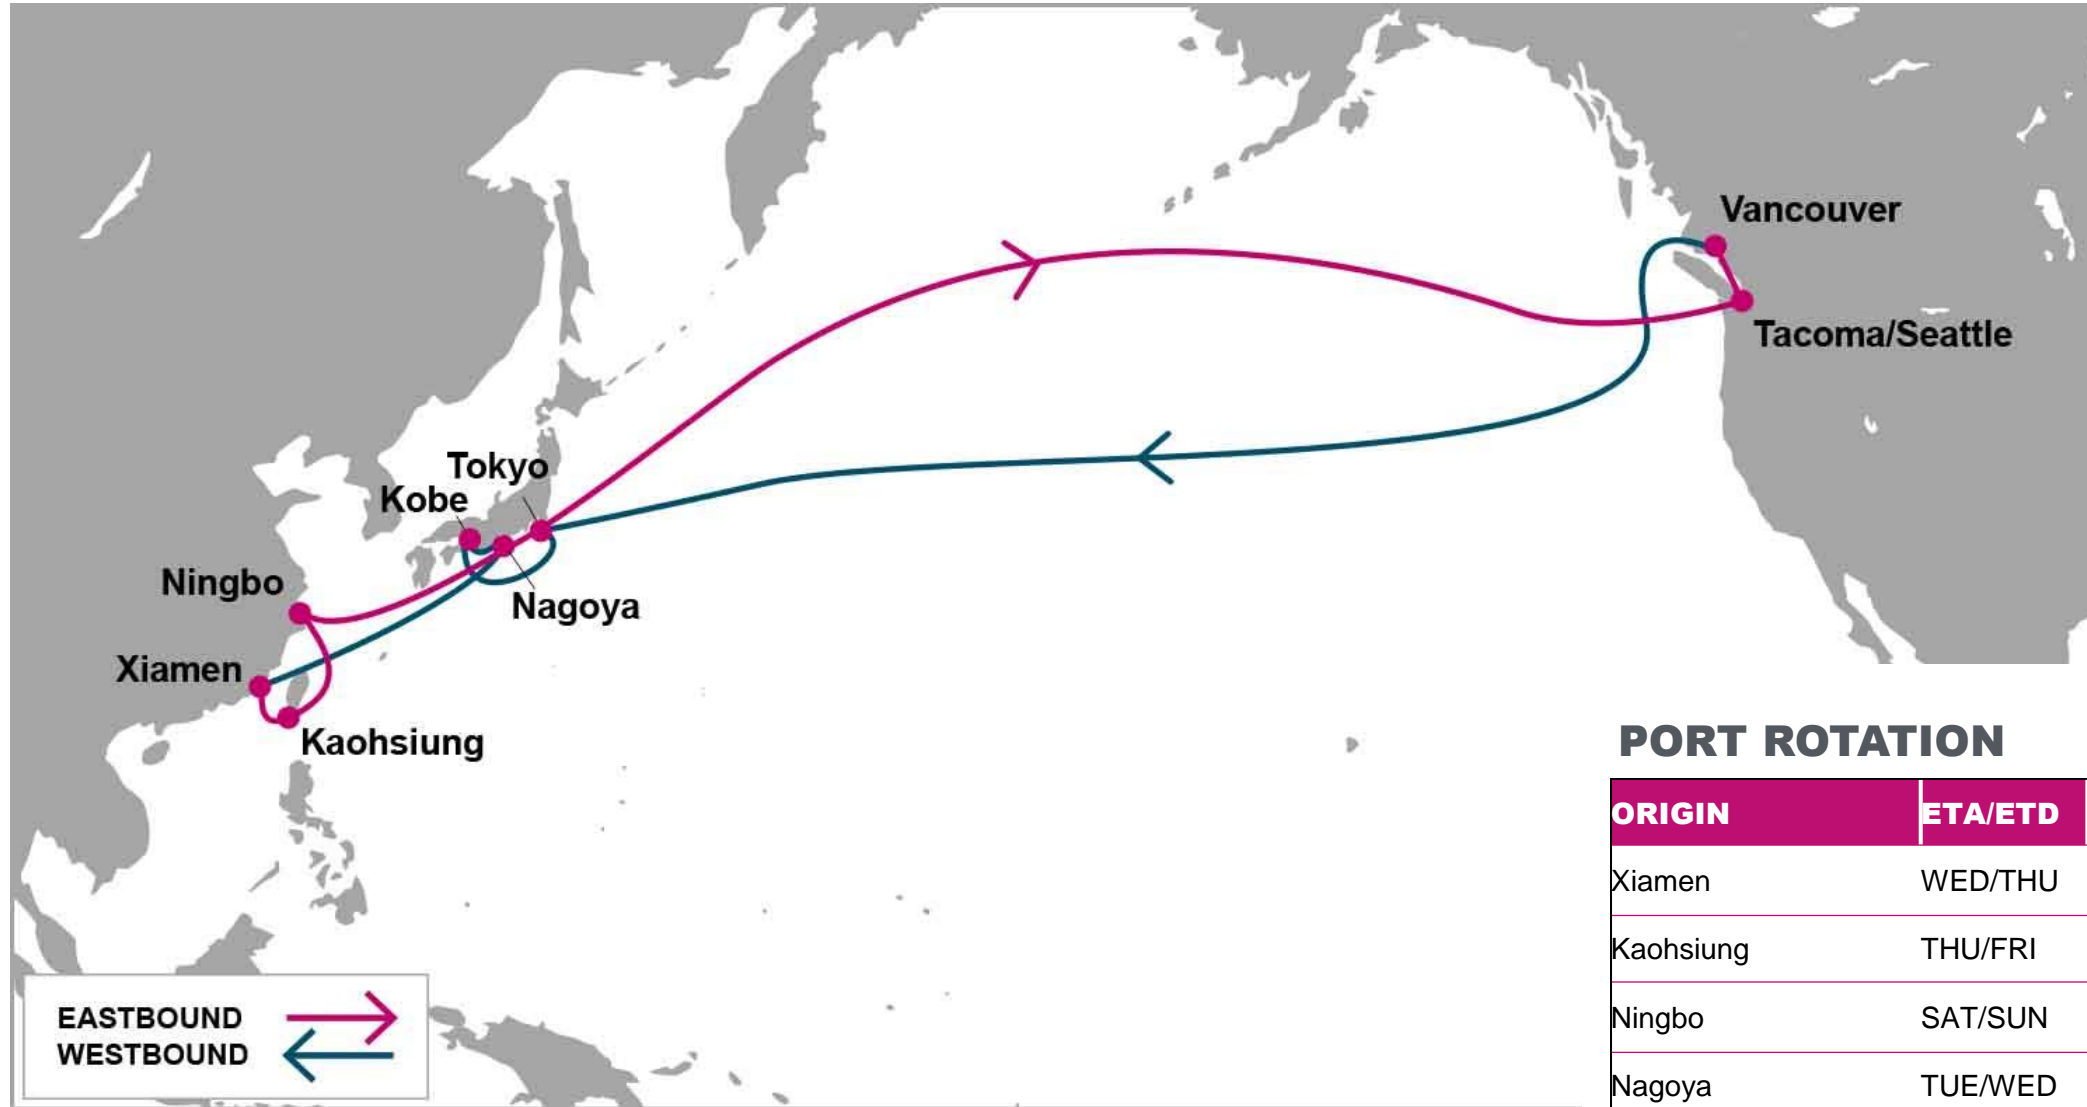 Vancouver
Tacoma/Seattle
Tokyo
Kobe
Nagoya
Ningbo
Xiamen
Kaohsiung
EASTBOUND
WESTBOUND
PORT ROTATION
ORIGIN ETA/ETD
Xiamen WED/THU
Kaohsiung THU/FRI
Ningbo SAT/SUN
Nagoya TUE/WED